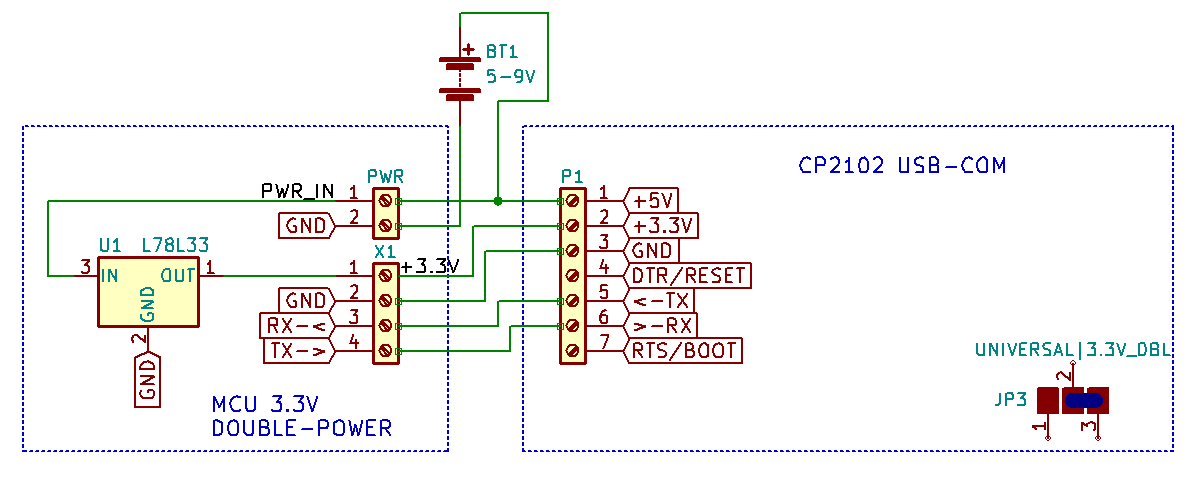 +
BT1
5-9V
PWR
PWR_IN
1
2
GND
U1
L78L33
3
IN
OUT
1
GND
2
GND
X1
+3.3V
1
2
3
4
GND
RX-<
TX->
MCU 3.3V
DOUBLE-POWER
CP2102 USB-COM
P1
1
+5V
2
+3.3V
3
GND
4
DTR/RESET
5
<-TX
6
>-RX
7
RTS/BOOT
UNIVERSAL|3.3V_DBL
JP3
2
1
3